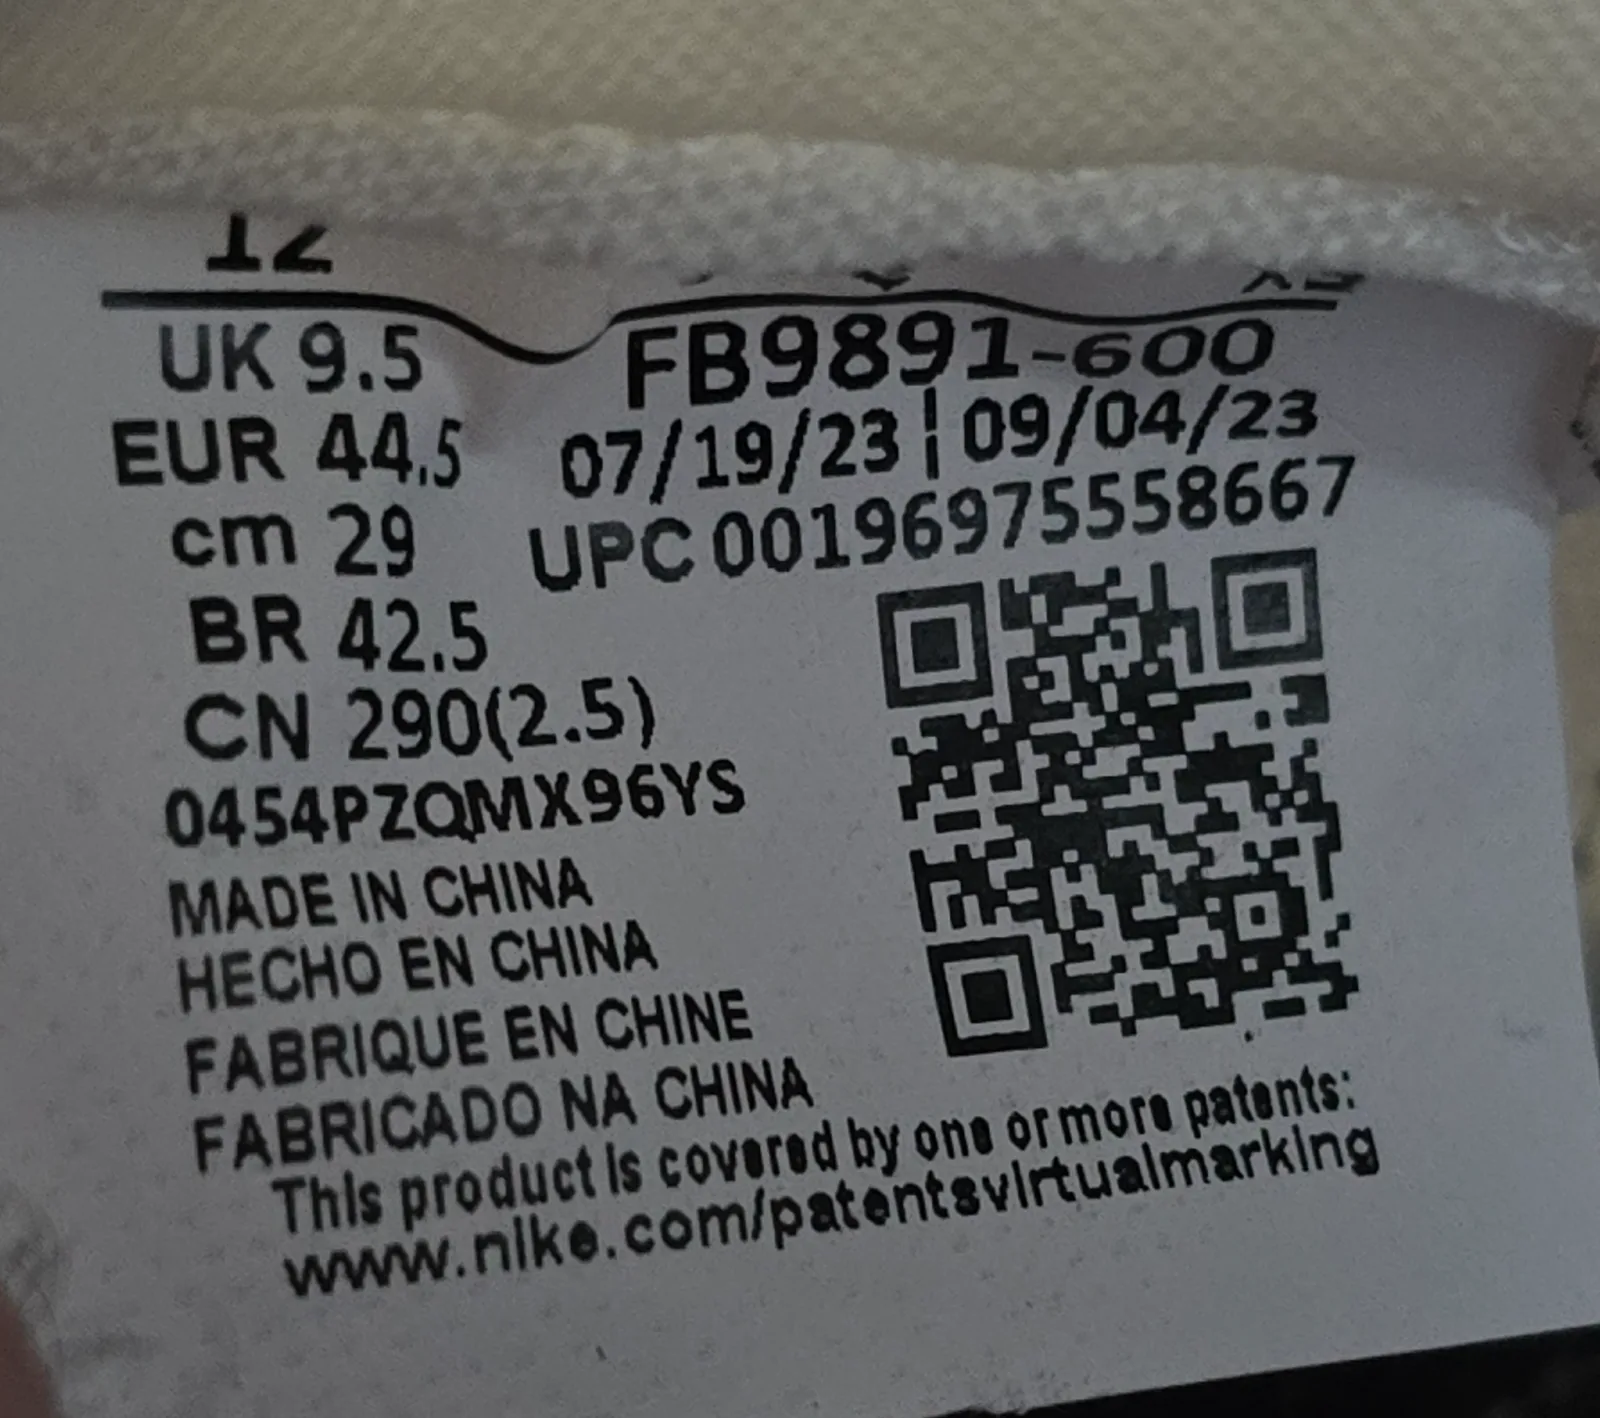 12
UK 9.5
FB9891-600
EUR 44.5
07/19/23 | 09/04/23
cm 29
UPC 00196975558667
BR 42.5
CN 290(2.5)
0454PZQMX96YS
MADE IN CHINA
HECHO EN CHINA
FABRIQUE EN CHINE
FABRICADO NA CHINA
This product is covered by one or more patents:
www.nike.com/patentsvirtualmarking